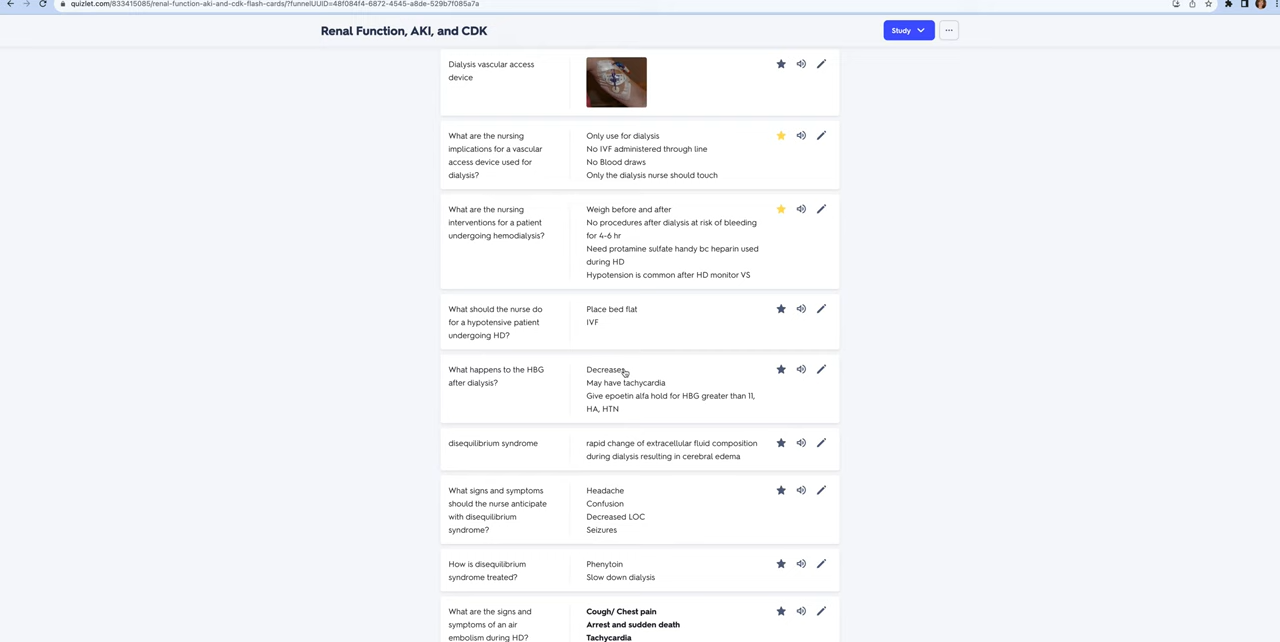 quizlet.com/833415085/renal-function-aki-and-cdk-flash-cards/?funnelUUID=48f084f4-6872-4545-a8de-529b7f085a7a
Renal Function, AKI, and CDK
Study
Dialysis vascular access
device
What are the nursing
implications for a vascular
access device used for
dialysis?
Only use for dialysis
No IVF administered through line
No Blood draws
Only the dialysis nurse should touch
What are the nursing
interventions for a patient
undergoing hemodialysis?
Weigh before and after
No procedures after dialysis at risk of bleeding
for 4-6 hr
Need protamine sulfate handy bc heparin used
during HD
Hypotension is common after HD monitor VS
What should the nurse do
for a hypotensive patient
undergoing HD?
Place bed flat
IVF
What happens to the HBG
after dialysis?
Decreases
May have tachycardia
Give epoetin alfa hold for HBG greater than 11,
HA, HTN
disequilibrium syndrome
rapid change of extracellular fluid composition
during dialysis resulting in cerebral edema
What signs and symptoms
should the nurse anticipate
with disequilibrium
syndrome?
Headache
Confusion
Decreased LOC
Seizures
How is disequilibrium
syndrome treated?
Phenytoin
Slow down dialysis
What are the signs and
symptoms of an air
embolism during HD?
Cough/ Chest pain
Arrest and sudden death
Tachycardia